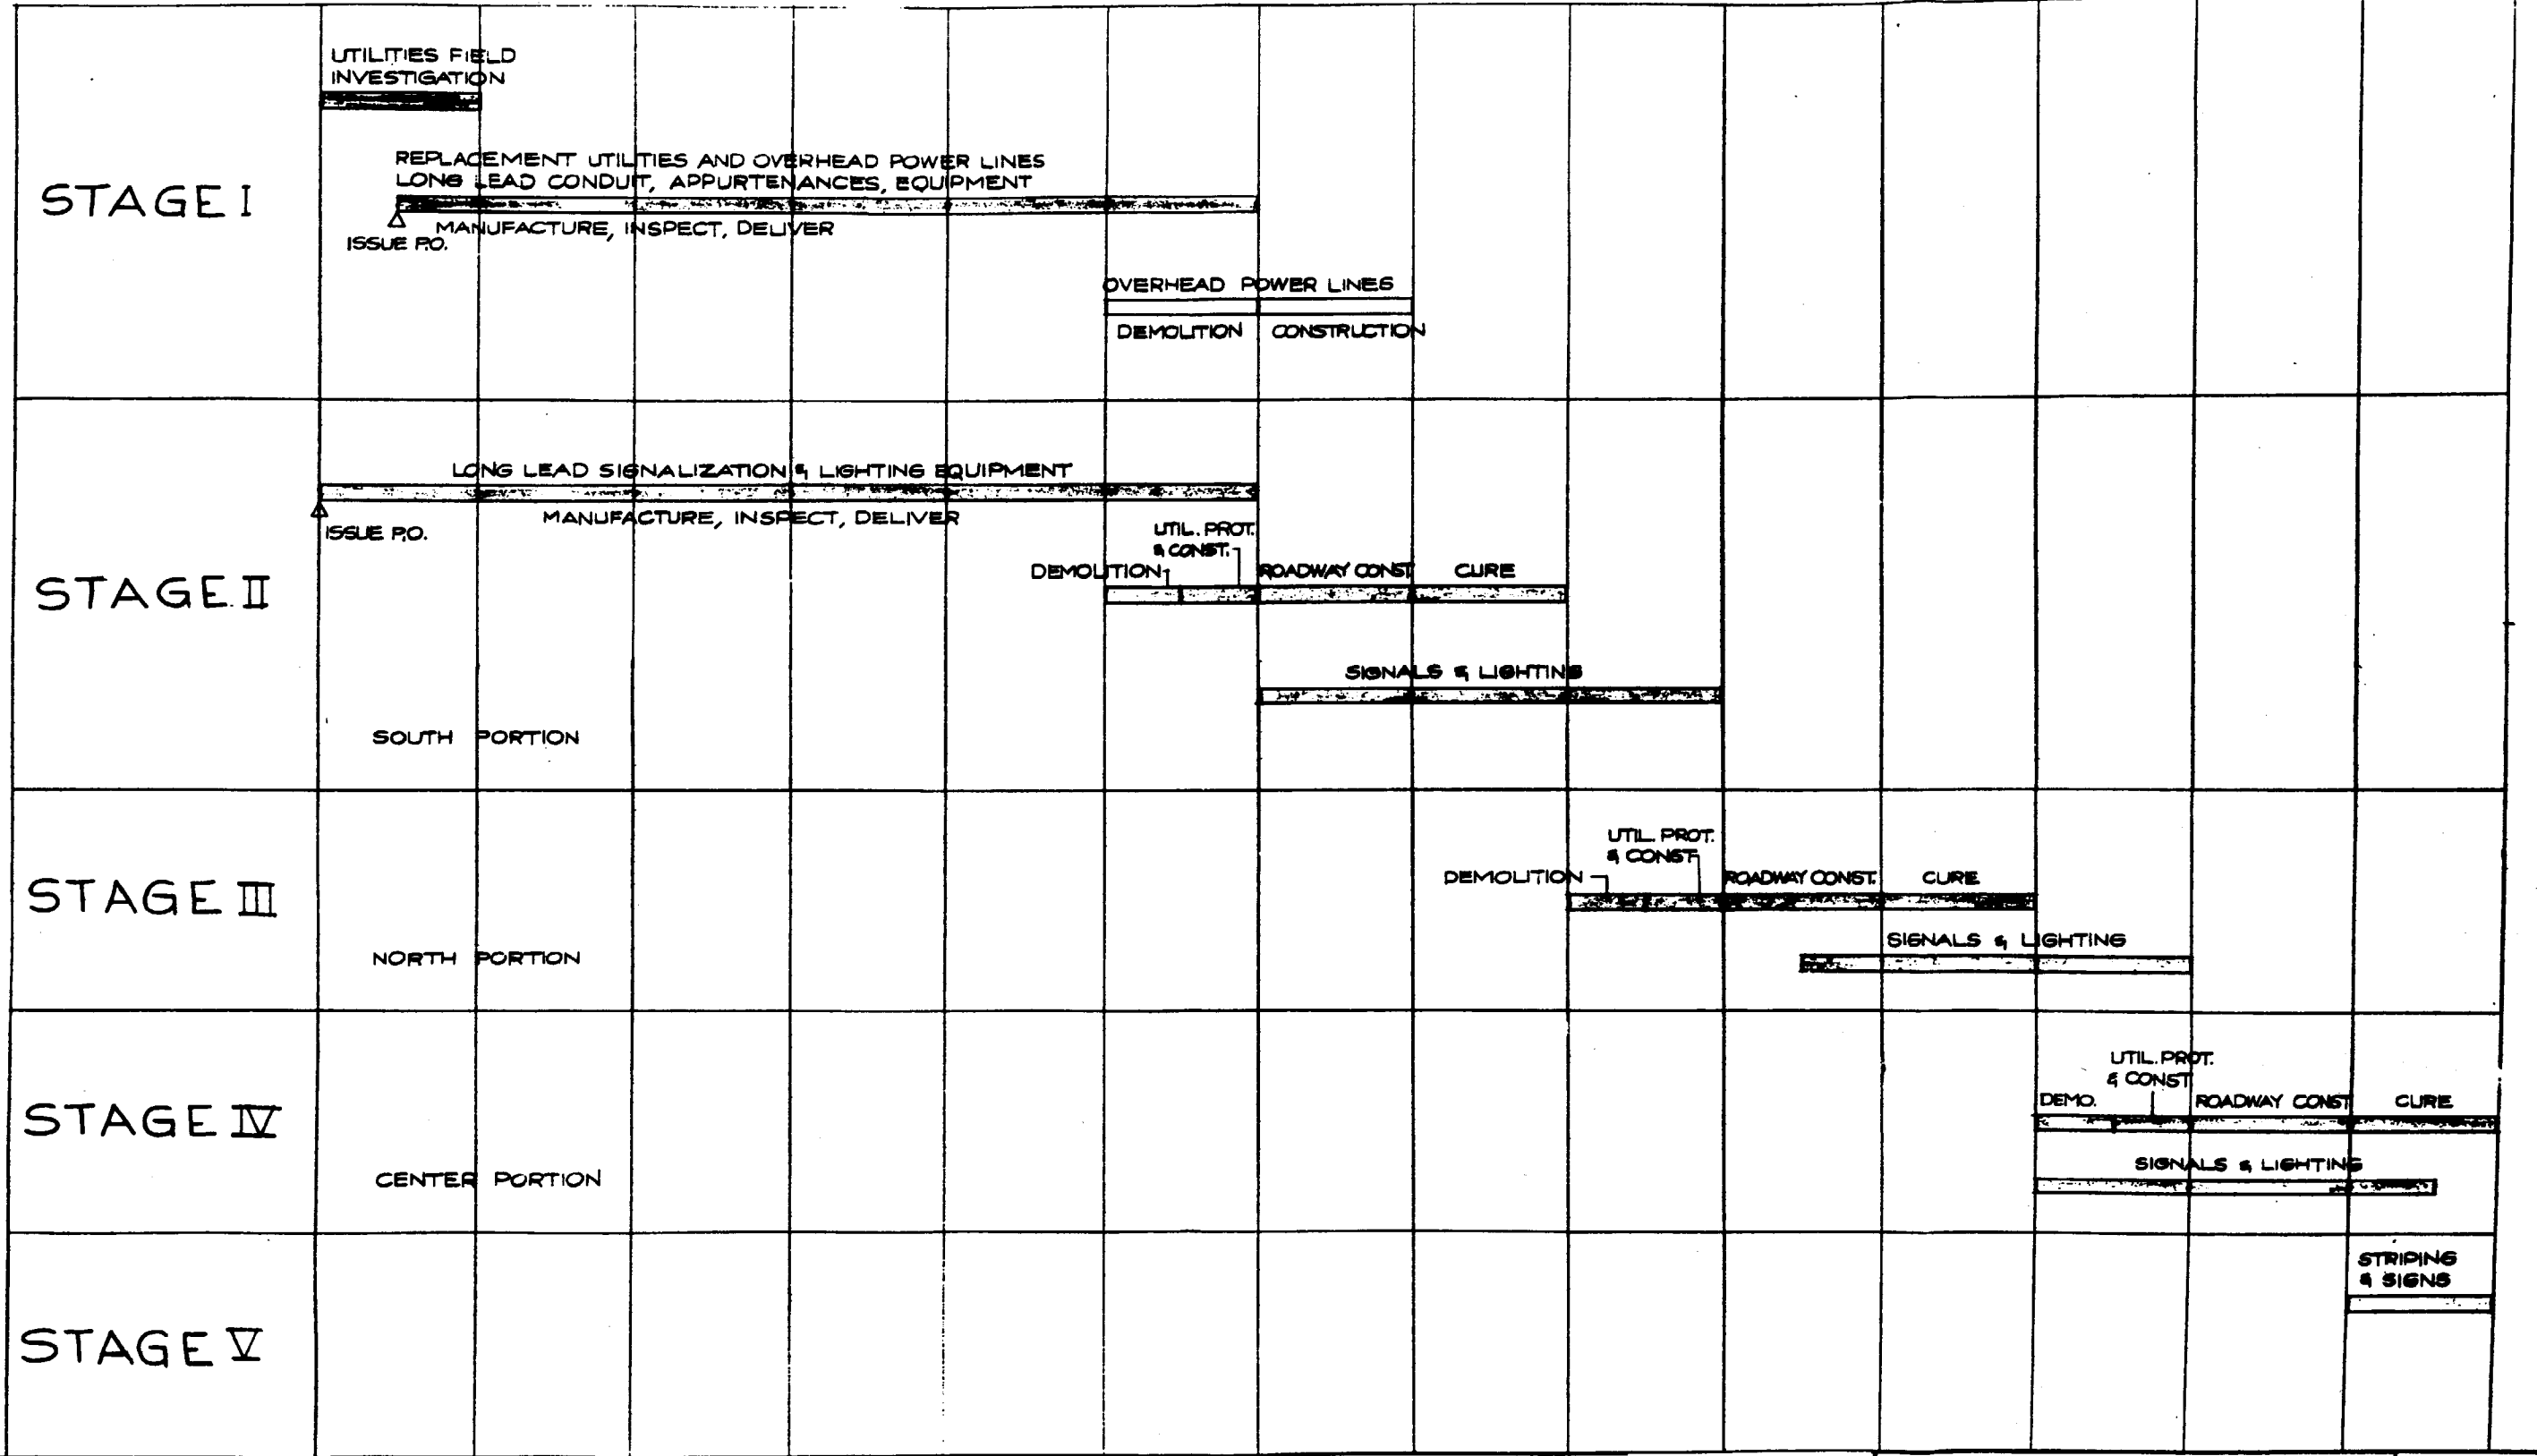 UTILITIES FIELD
INVESTIGATION
REPLACEMENT UTILITIES AND OVERHEAD POWER LINES
LONG LEAD CONDUIT, APPURTENANCES, EQUIPMENT
STAGE I
MANUFACTURE, INSPECT, DELIVER
ISSUE P.O.
OVERHEAD POWER LINES
DEMOLITION CONSTRUCTION
LONG LEAD SIGNALIZATION & LIGHTING EQUIPMENT
MANUFACTURE, INSPECT, DELIVER
ISSUE P.O.
UTIL. PROT.
& CONST.
DEMOLITION
ROADWAY CONST
CURE
STAGE II
SIGNALS & LIGHTING
SOUTH PORTION
UTIL. PROT.
& CONST
DEMOLITION
ROADWAY CONST.
CURE
STAGE III
SIGNALS & LIGHTING
NORTH PORTION
UTIL. PROT.
& CONST
DEMO.
ROADWAY CONST
CURE
STAGE IV
SIGNALS & LIGHTING
CENTER PORTION
STRIPING
& SIGNS
STAGE V